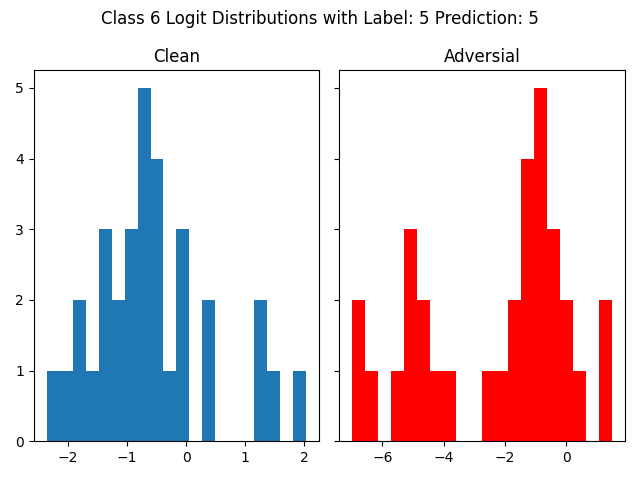 Class 6 Logit Distributions with Label: 5 Prediction: 5
Clean
Adversial
5
4
3
2
1
0
−2 −1 0 1 2
−6 −4 −2 0